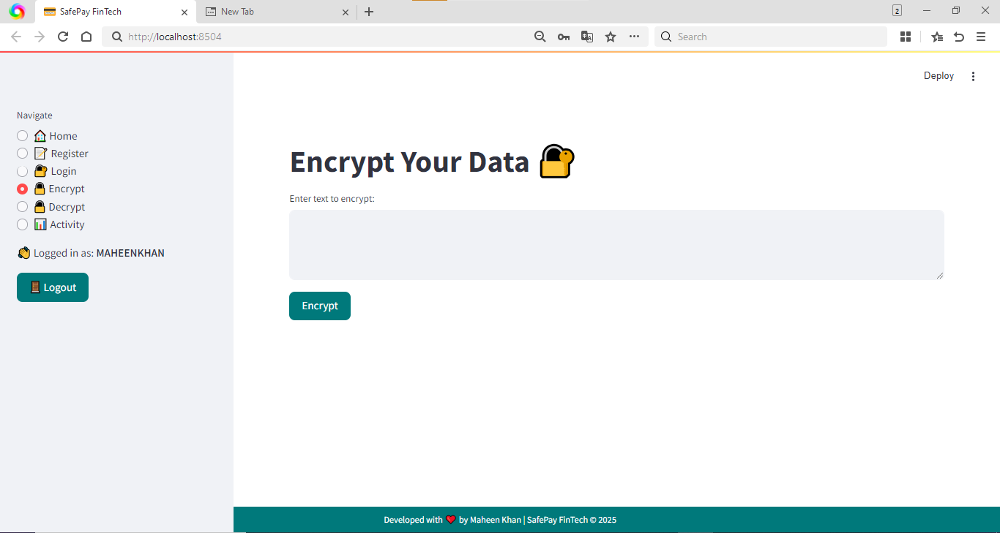 SafePay FinTech
New Tab
2
http://localhost:8504
Search
Deploy
Navigate
Home
Register
Login
Encrypt
Decrypt
Activity
Logged in as: MAHEENKHAN
Logout
Encrypt Your Data
Enter text to encrypt:
Encrypt
Developed with ❤️ by Maheen Khan | SafePay FinTech © 2025